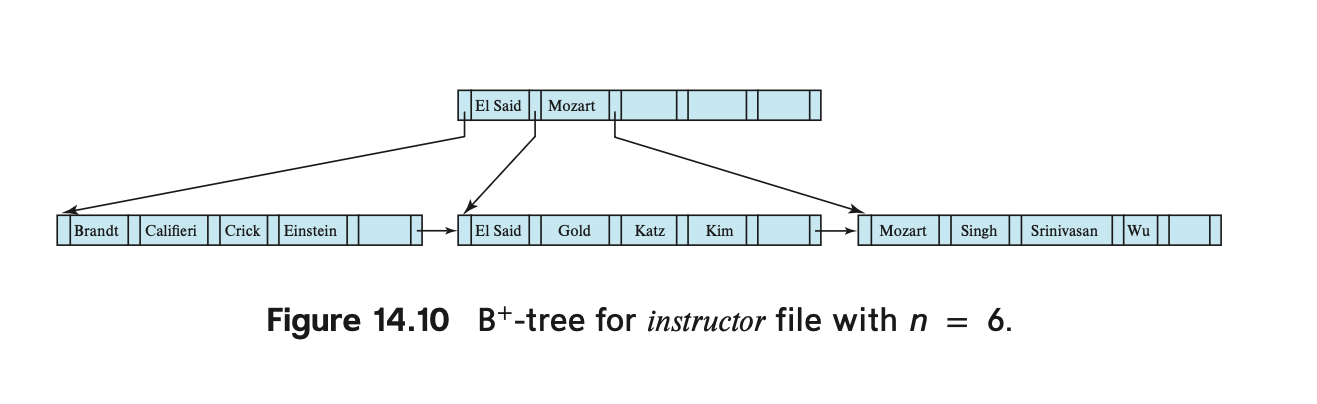 El Said Mozart
Brandt Califieri Crick Einstein El Said Gold Katz Kim Mozart Singh Srinivasan Wu
Figure 14.10 B+-tree for instructor file with n = 6.